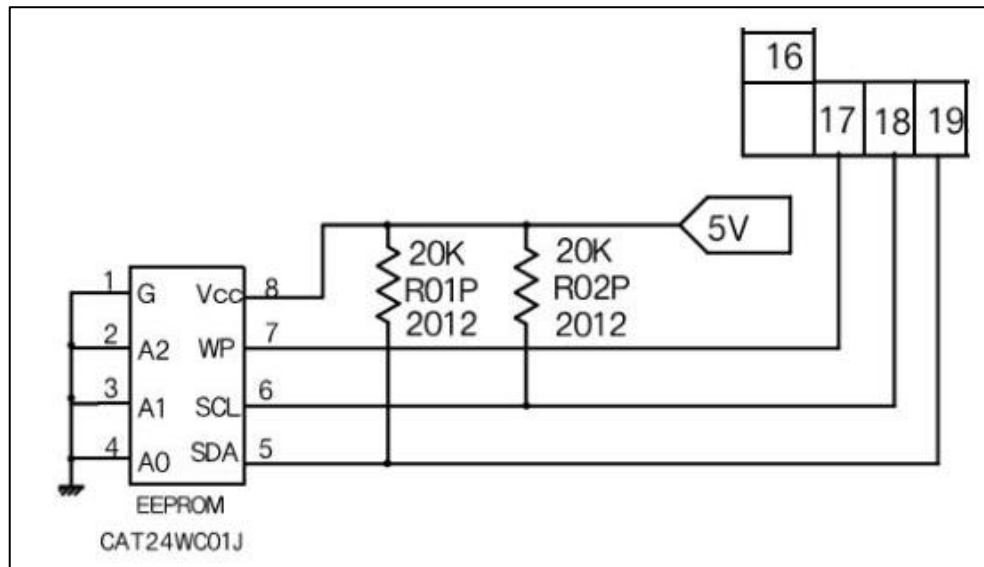 16
17 18 19
5V
20K
R01P
2012
20K
R02P
2012
1 G Vcc 8
2 A2 WP 7
3 A1 SCL 6
4 A0 SDA 5
EEPROM
CAT24WC01J